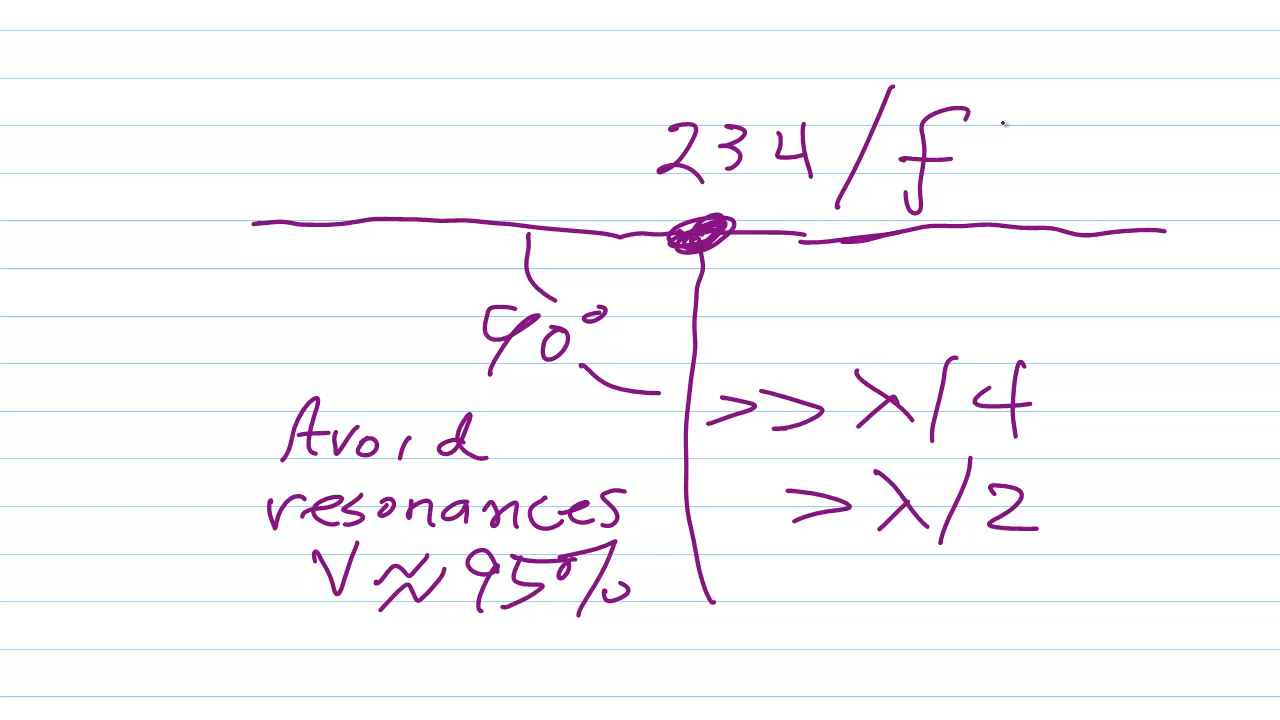 234/f
90°
>> λ/4
Avoid
> λ/2
resonances
V ≈ 95%